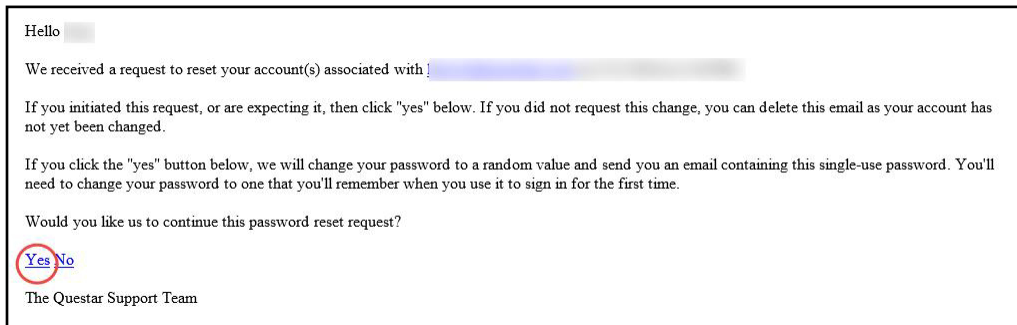 Hello
We received a request to reset your account(s) associated with
If you initiated this request, or are expecting it, then click "yes" below. If you did not request this change, you can delete this email as your account has
not yet been changed.
If you click the "yes" button below, we will change your password to a random value and send you an email containing this single-use password. You'll
need to change your password to one that you'll remember when you use it to sign in for the first time.
Would you like us to continue this password reset request?
Yes No
The Questar Support Team